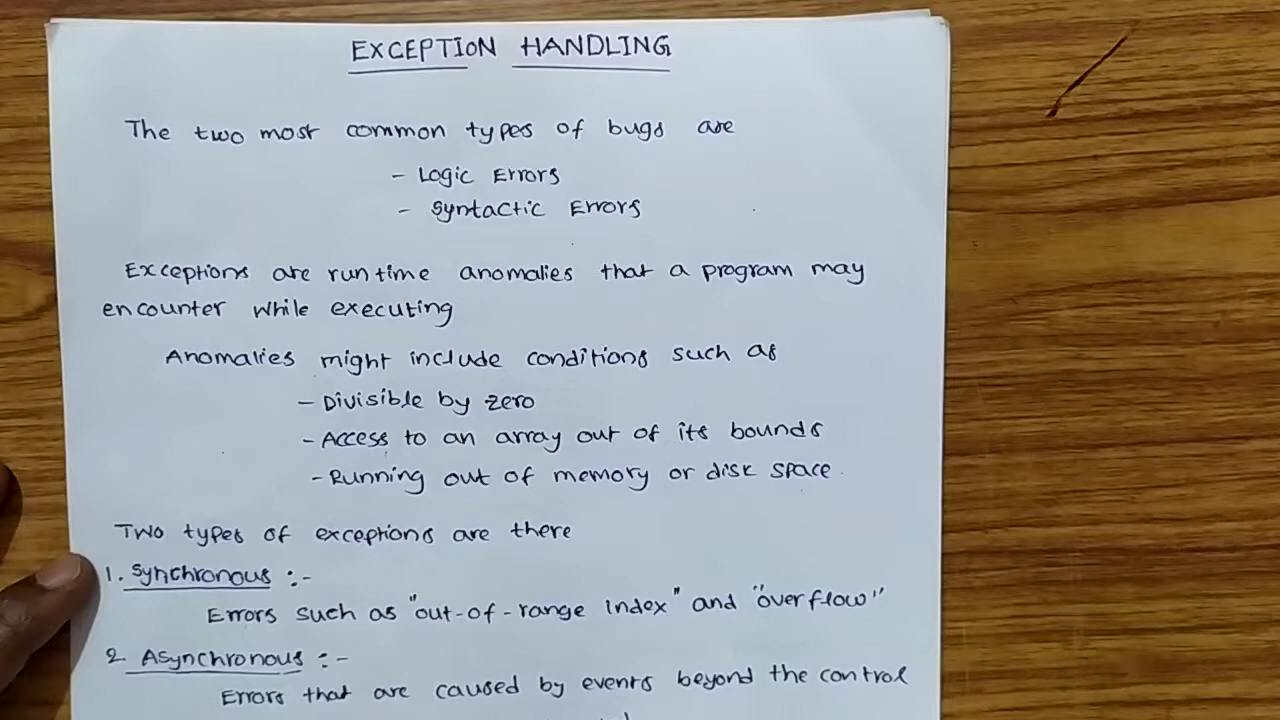 EXCEPTION HANDLING
The two most common types of bugs are
- Logic Errors
- Syntactic Errors
Exceptions are run time anomalies that a program may
encounter while executing
Anomalies might include conditions such as
- Divisible by zero
- Access to an array out of its bounds
- Running out of memory or disk space.
Two types of exceptions are there
1. Synchronous :-
Errors such as "out-of-range index" and "overflow"
2. Asynchronous :-
Errors that are caused by events beyond the control